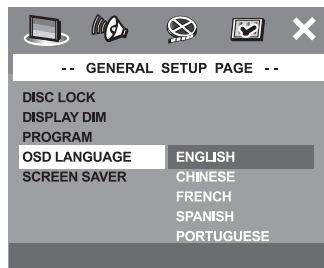 -- GENERAL SETUP PAGE --
DISC LOCK
DISPLAY DIM
PROGRAM
OSD LANGUAGE
SCREEN SAVER
ENGLISH
CHINESE
FRENCH
SPANISH
PORTUGUESE